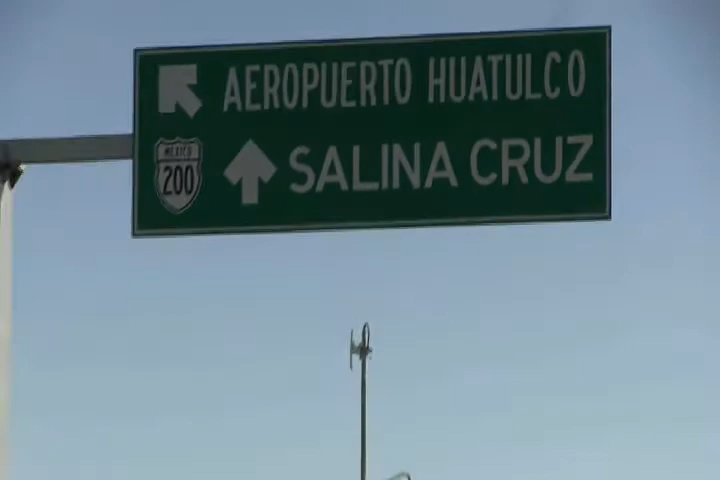 AEROPUERTO HUATULCO
MEXICO
200
SALINA CRUZ